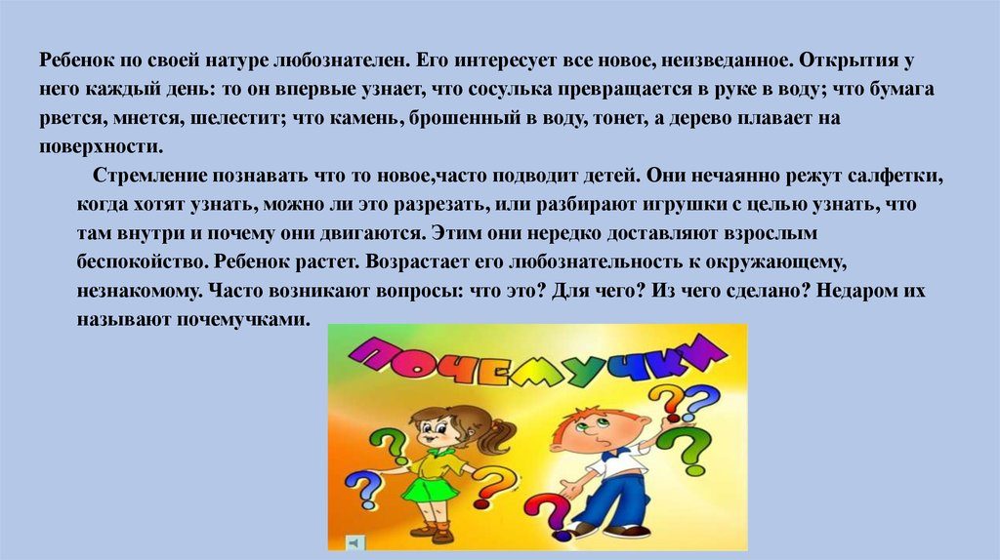 Ребенок по своей натуре любознателен. Его интересует все новое, неизведанное. Открытия у
него каждый день: то он впервые узнает, что сосулька превращается в руке в воду; что бумага
рвется, мнется, шелестит; что камень, брошенный в воду, тонет, а дерево плавает на
поверхности.
Стремление познавать что то новое,часто подводит детей. Они нечаянно режут салфетки,
когда хотят узнать, можно ли это разрезать, или разбирают игрушки с целью узнать, что
там внутри и почему они двигаются. Этим они нередко доставляют взрослым
беспокойство. Ребенок растет. Возрастает его любознательность к окружающему,
незнакомому. Часто возникают вопросы: что это? Для чего? Из чего сделано? Недаром их
называют почемучками.
ПОЧЕМУЧКИ
? ?
? ?
? ?
?